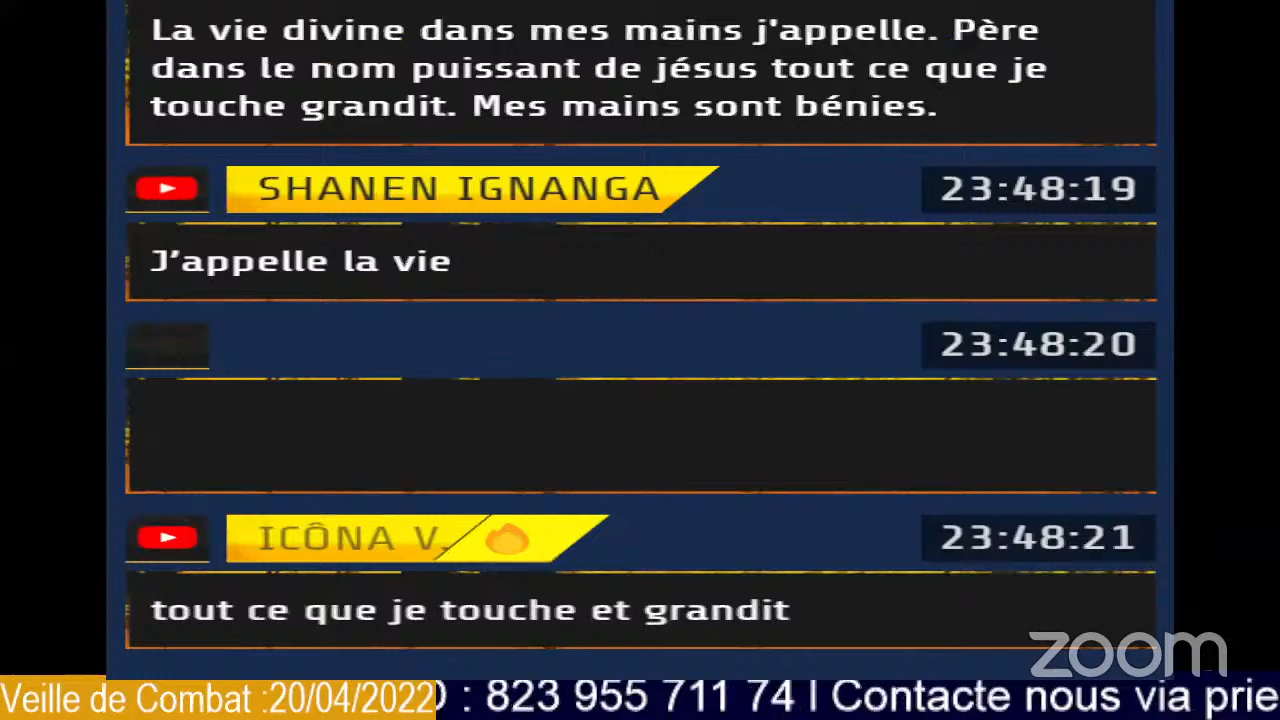 La vie divine dans mes mains j'appelle. Père
dans le nom puissant de jésus tout ce que je
touche grandit. Mes mains sont bénies.
SHANEN IGNANGA 23:48:19
J’appelle la vie
23:48:20
ICÔNA V. 23:48:21
tout ce que je touche et grandit
zoom
Veille de Combat :20/04/2022 : 823 955 711 74 I Contacte nous via prie